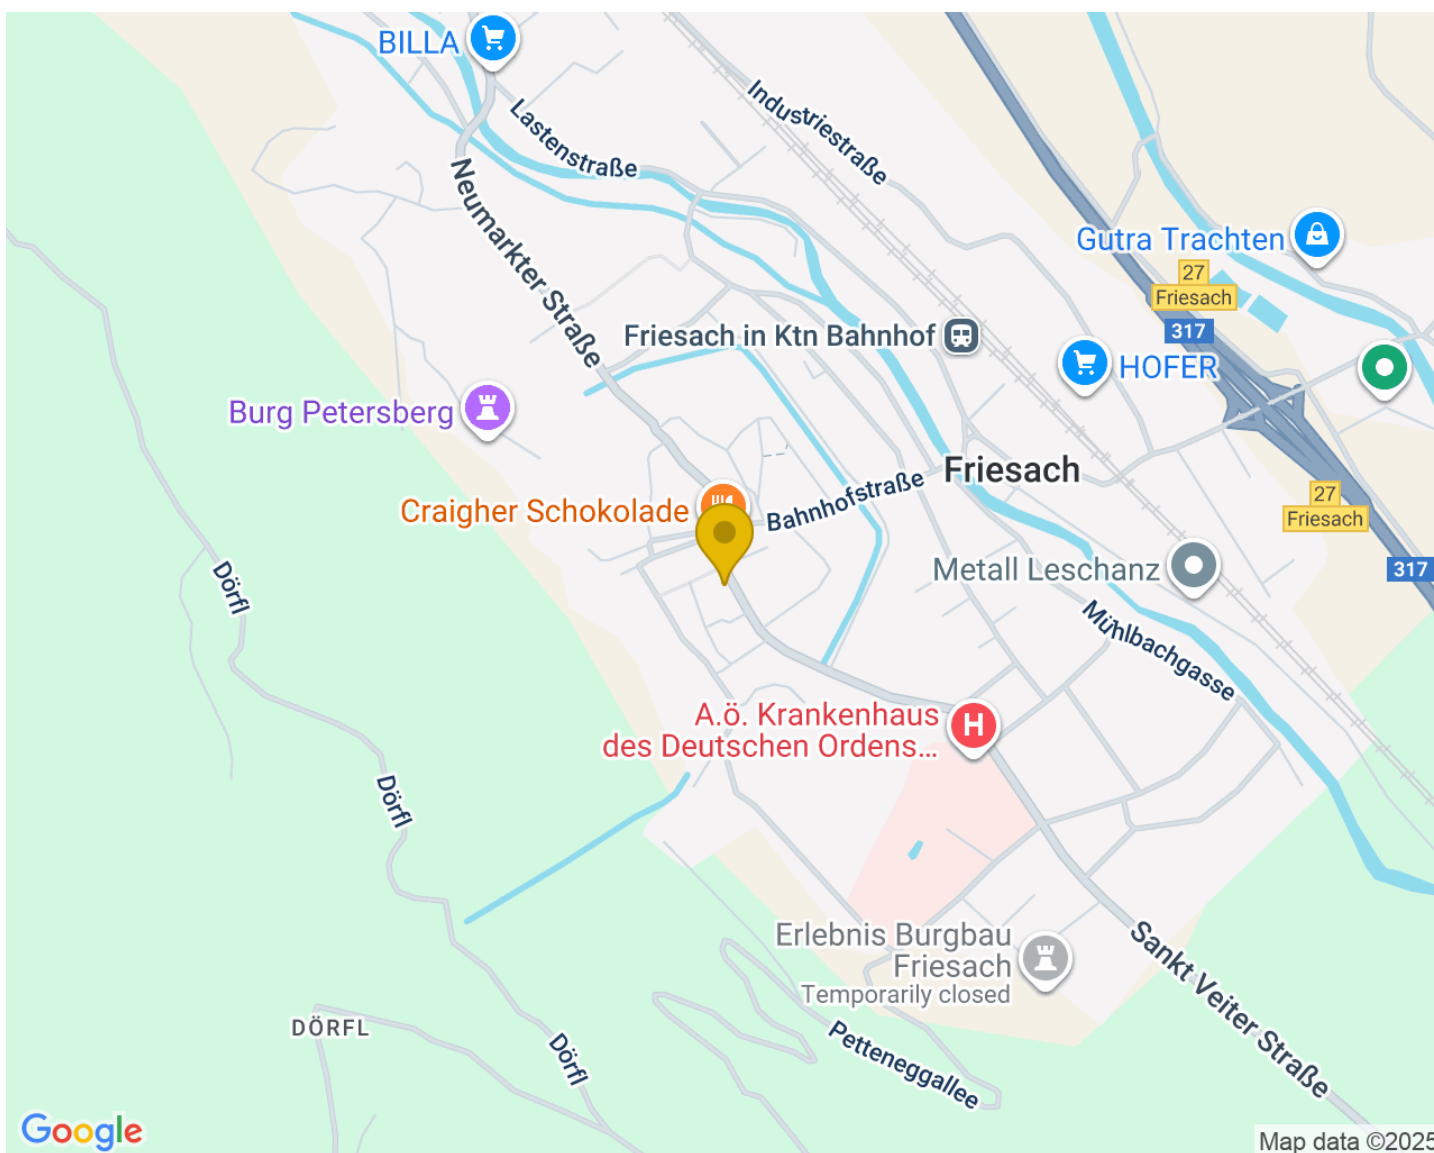 BILLA
Industriestraße
Lastenstraße
Neumarkter Straße
Gutra Trachten
27
Friesach
317
Friesach in Ktn Bahnhof
HOFER
Burg Petersberg
Friesach
Craigher Schokolade
Bahnhofstraße
27
Friesach
317
Metall Leschanz
Dörfl
Mühlbachgasse
A.ö. Krankenhaus
des Deutschen Ordens...
H
Dörfl
Erlebnis Burgbau
Friesach
Temporarily closed
Sankt Veiter Straße
DÖRFL
Dörfl
Petteneggallee
Google
Map data ©2025